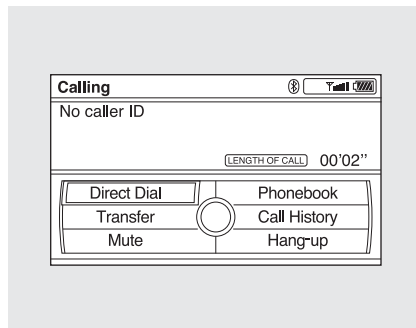 Calling
No caller ID
LENGTH OF CALL 00'02''
Direct Dial Phonebook
Transfer Call History
Mute Hang-up